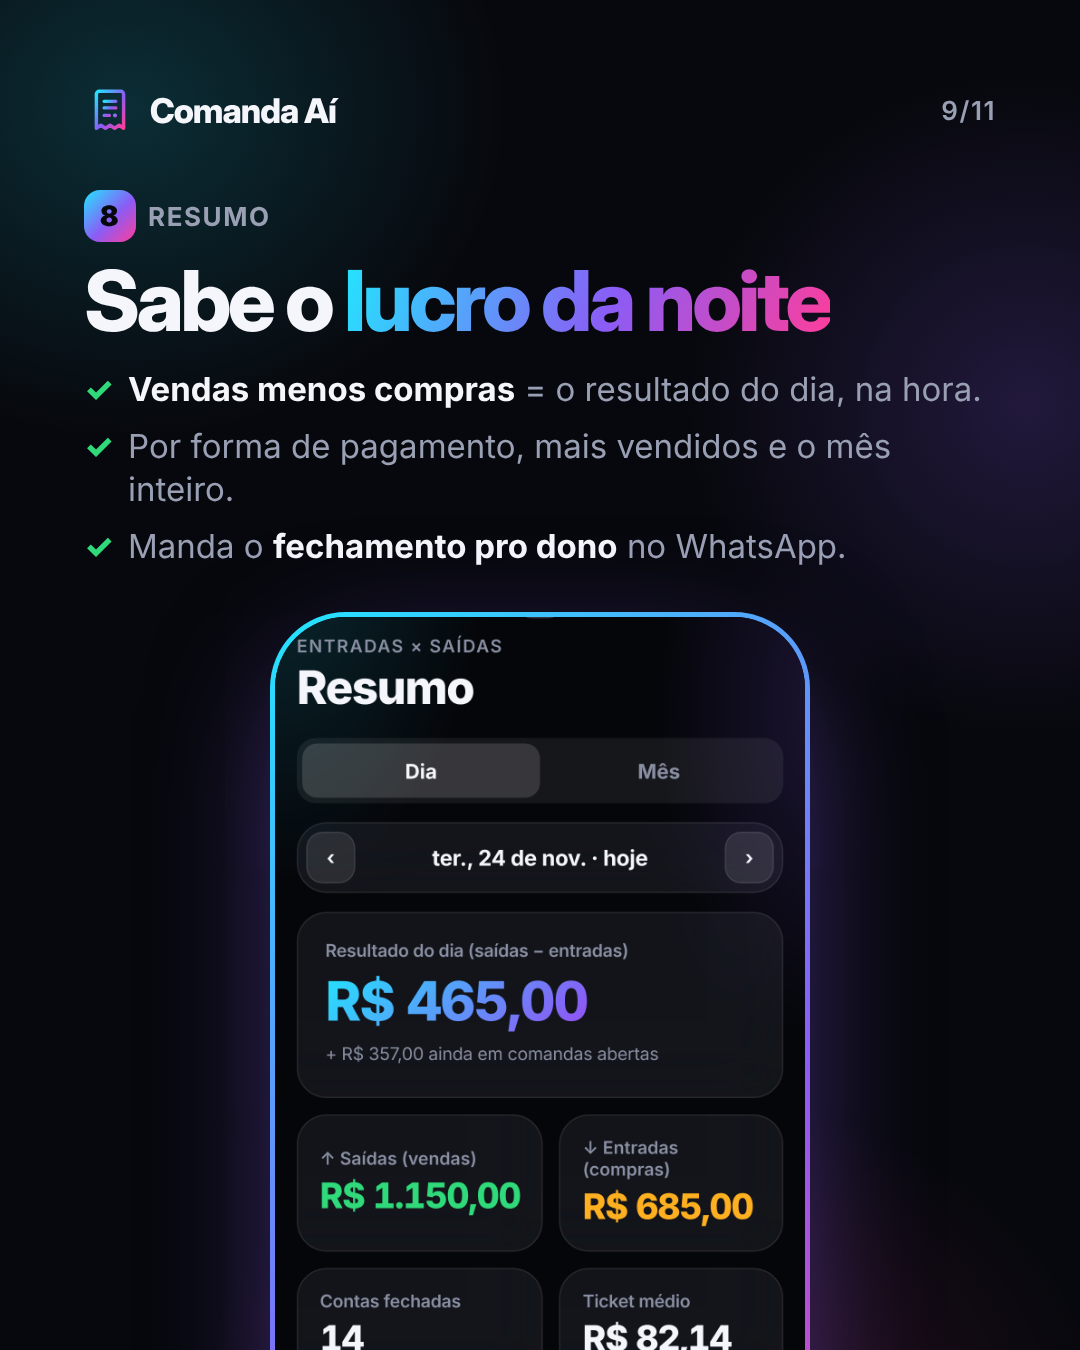 Comanda Aí
9/11
8 RESUMO
Sabe o lucro da noite
Vendas menos compras = o resultado do dia, na hora.
Por forma de pagamento, mais vendidos e o mês
inteiro.
Manda o fechamento pro dono no WhatsApp.
ENTRADAS × SAÍDAS
Resumo
Dia
Mês
‹ ter., 24 de nov. · hoje ›
Resultado do dia (saídas – entradas)
R$ 465,00
+ R$ 357,00 ainda em comandas abertas
↑ Saídas (vendas)
R$ 1.150,00
↓ Entradas
(compras)
R$ 685,00
Contas fechadas
14
Ticket médio
R$ 82,14